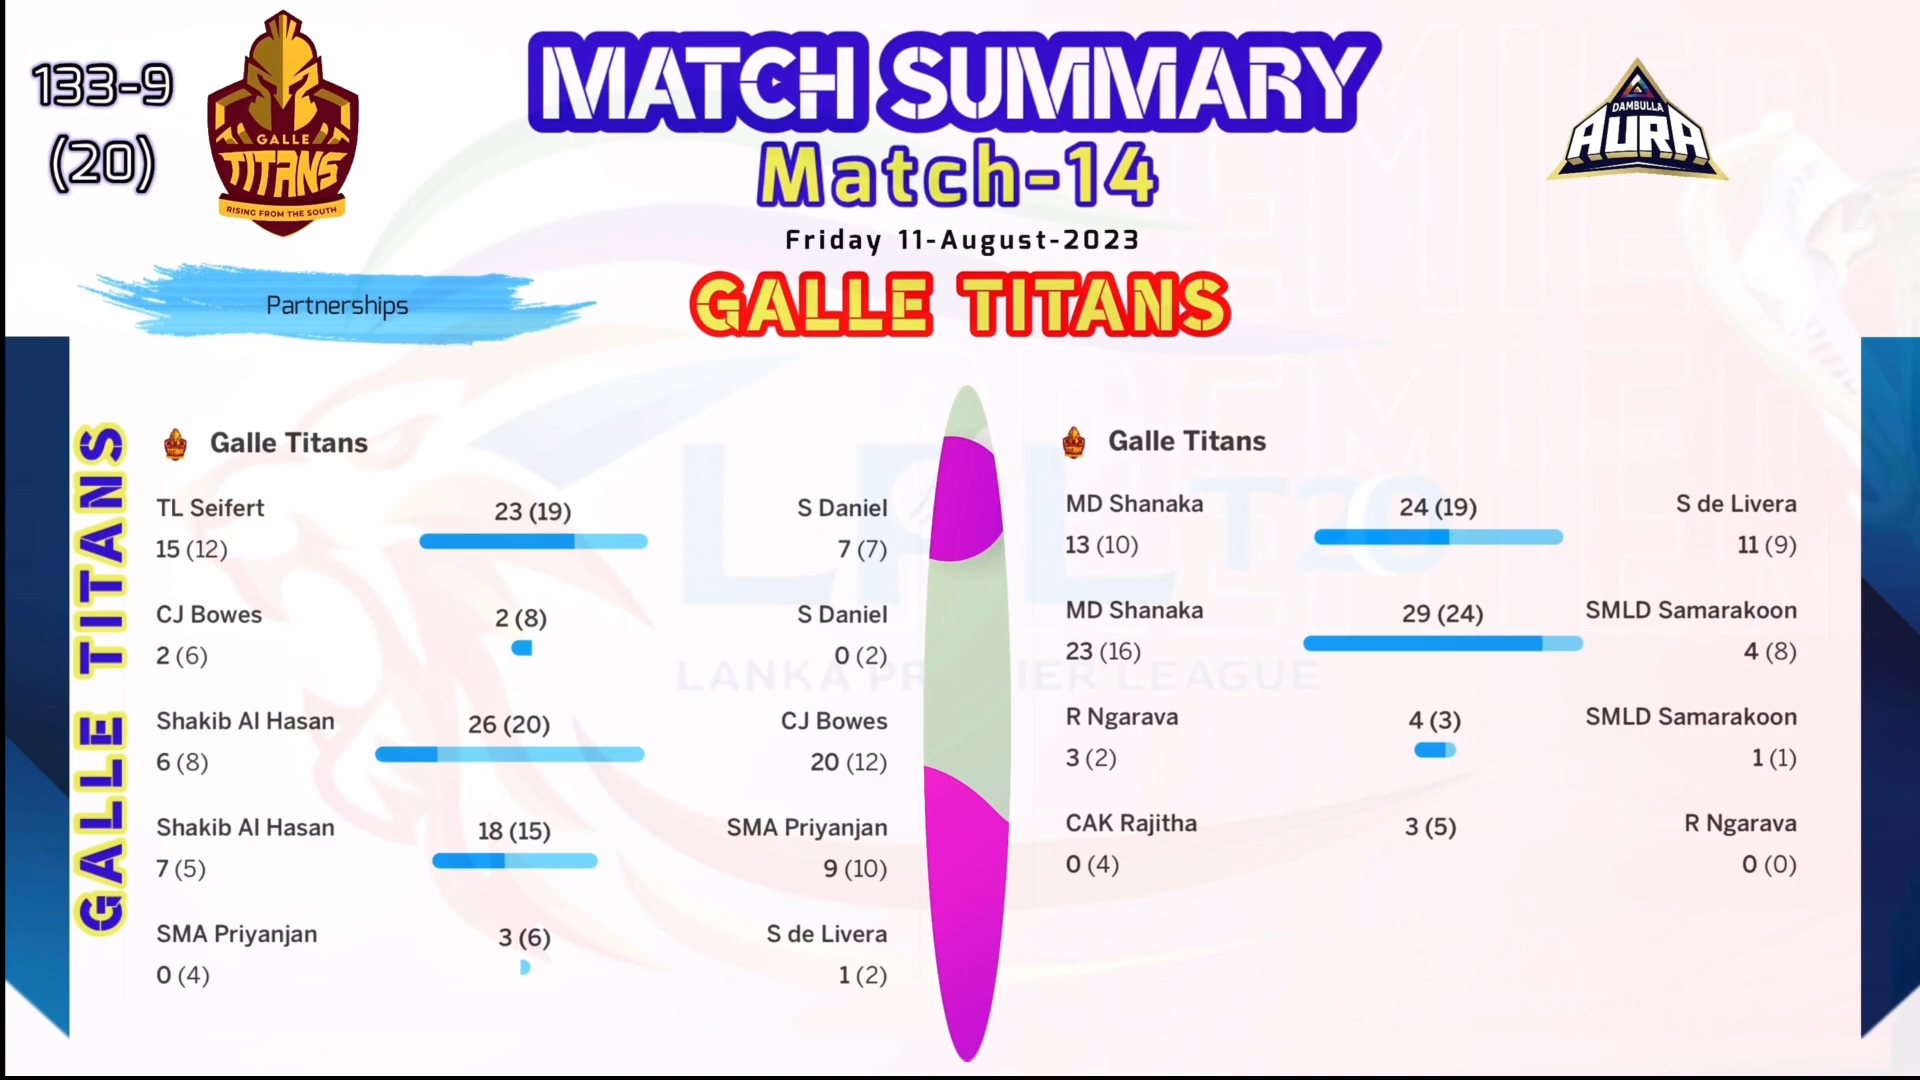 133-9
(20)
GALLE
TITANS
RISING FROM THE SOUTH
MATCH SUMMARY
Match-14
Friday 11-August-2023
GALLE TITANS
DAMBULLA
AURA
Partnerships
GALLE TITANS
Galle Titans
TL Seifert 23 (19) S Daniel
15 (12) 7 (7)
CJ Bowes 2 (8) S Daniel
2 (6) 0 (2)
Shakib Al Hasan 26 (20) CJ Bowes
6 (8) 20 (12)
Shakib Al Hasan 18 (15) SMA Priyanjan
7 (5) 9 (10)
SMA Priyanjan 3 (6) S de Livera
0 (4) 1 (2)
Galle Titans
MD Shanaka 24 (19) S de Livera
13 (10) 11 (9)
MD Shanaka 29 (24) SMLD Samarakoon
23 (16) 4 (8)
R Ngarava 4 (3) SMLD Samarakoon
3 (2) 1 (1)
CAK Rajitha 3 (5) R Ngarava
0 (4) 0 (0)
LPL T20
LANKA PREMIER LEAGUE